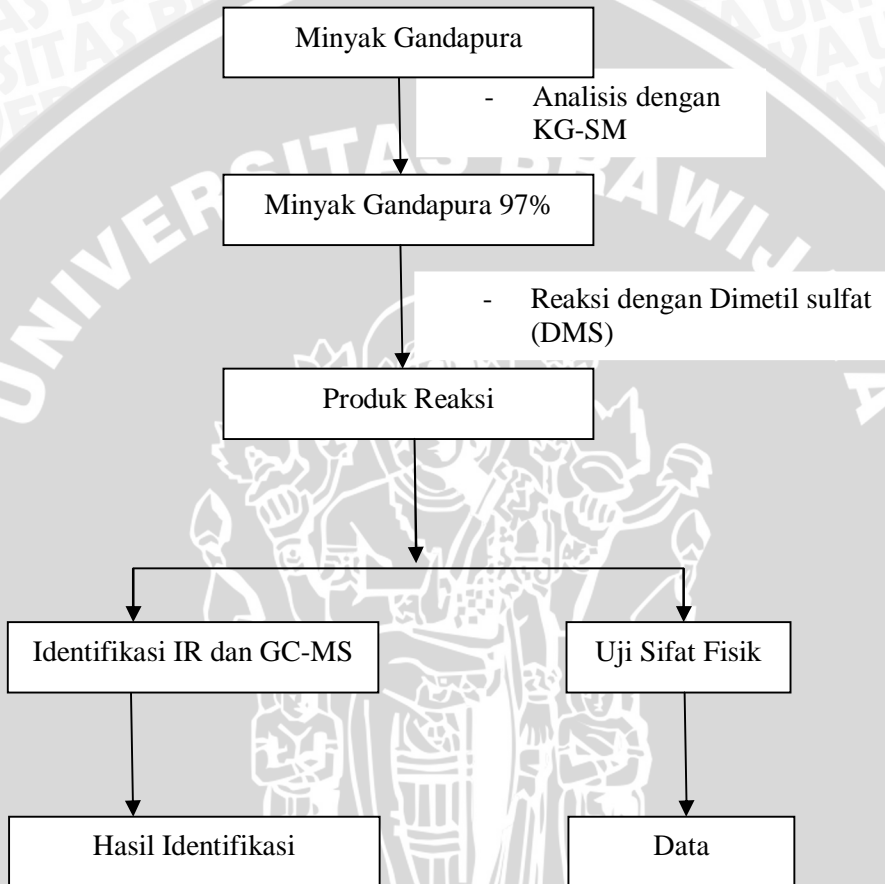 Minyak Gandapura
- Analisis dengan
KG-SM
Minyak Gandapura 97%
- Reaksi dengan Dimetil sulfat
(DMS)
Produk Reaksi
Identifikasi IR dan GC-MS
Uji Sifat Fisik
Hasil Identifikasi
Data